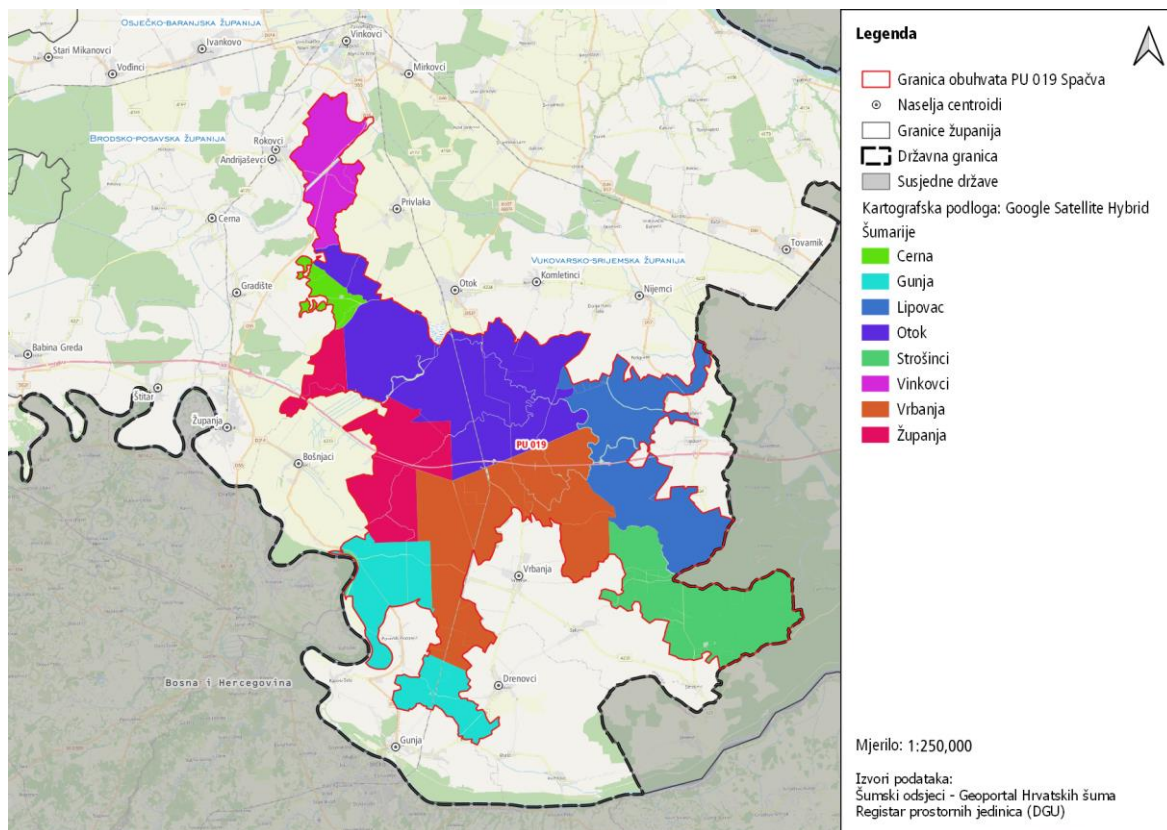 OSJEČKO-BARANJSKA ŽUPANIJA
Stari Mikanovci
Ivankovo
Vinkovci
Vođinci
Mirkovci
BRODSKO-POSAVSKA ŽUPANIJA
Rokovci
Andrijaševci
Privlaka
Cerna
Tovarnik
VUKOVARSKO-SRIJEMSKA ŽUPANIJA
Gradište
Otok
Komletinci
Nijemci
Babina Greda
Štitar
Županja
PU 019
Bošnjaci
Vrbanja
Bosna i Hercegovina
Drenovci
Gunja
Legenda
Granica obuhvata PU 019 Spačva
Naselja centroidi
Granice županija
Državna granica
Susjedne države
Kartografska podloga: Google Satellite Hybrid
Šumarije
Cerna
Gunja
Lipovac
Otok
Strošinci
Vinkovci
Vrbanja
Županja
Mjerilo: 1:250,000
Izvori podataka:
Šumski odsjeci - Geoportal Hrvatskih šuma
Registar prostornih jedinica (DGU)